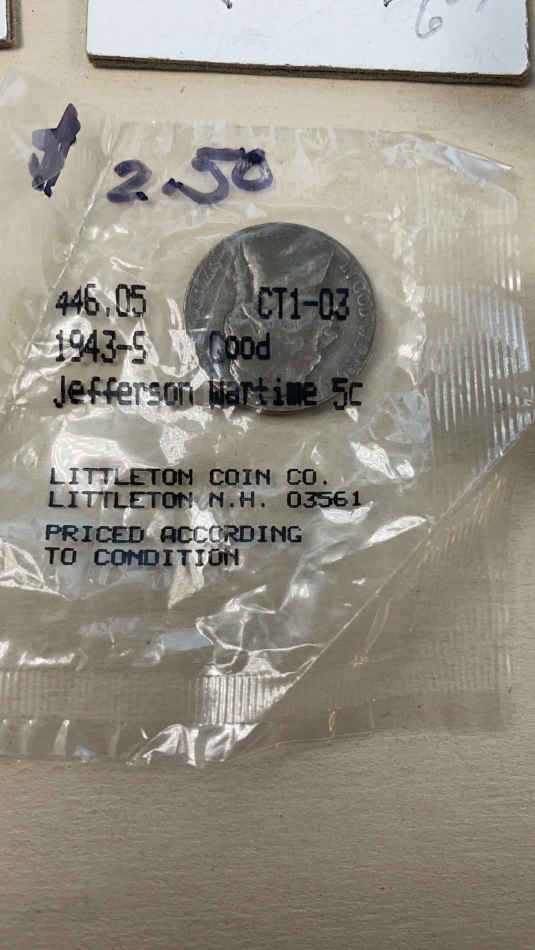 $ 2.50
446.05 CT1-03
1943-S Good
Jefferson Wartime 5c
LITTLETON COIN CO.
LITTLETON N.H. 03561
PRICED ACCORDING
TO CONDITION